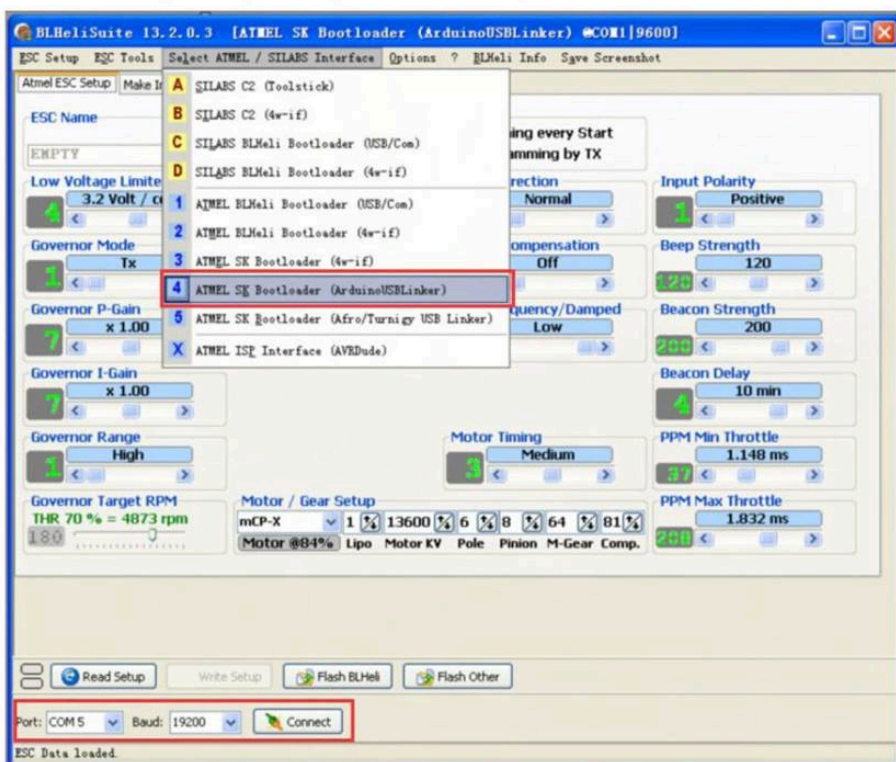 BLHeliSuite 13.2.0.3 [ATMEL SK Bootloader (ArduinoUSBLinker) @COM1|9600]
ESC Setup ESC Tools Select ATMEL / SILABS Interface Options ? BLHeli Info Save Screenshot
Atmel ESC Setup Make
A SILABS C2 (Toolstick)
B SILABS C2 (4w-if)
C SILABS BLHeli Bootloader (USB/Com)
D SILABS BLHeli Bootloader (4w-if)
1 ATMEL BLHeli Bootloader (USB/Com)
2 ATMEL BLHeli Bootloader (4w-if)
3 ATMEL SK Bootloader (4w-if)
4 ATMEL SK Bootloader (ArduinoUSBLinker)
5 ATMEL SK Bootloader (Afro/Turnigy USB Linker)
X ATMEL ISP Interface (AVRDude)
ESC Name
EMPTY
ing every Start
amming by TX
Low Voltage Limite
3.2 Volt / c
4
rection
Normal
Input Polarity
Positive
1
Governor Mode
Tx
1
ompensation
Off
Beep Strength
120
120
Governor P-Gain
x 1.00
7
quency/Damped
Low
Beacon Strength
200
200
Governor I-Gain
x 1.00
7
Beacon Delay
10 min
4
Governor Range
High
1
Motor Timing
Medium
3
PPM Min Throttle
1.148 ms
37
Governor Target RPM
THR 70 % = 4873 rpm
180
Motor / Gear Setup
mCP-X 1 13600 6 8 64 81
Motor @84% Lipo Motor KV Pole Pinion M-Gear Comp.
PPM Max Throttle
1.832 ms
208
Read Setup Write Setup Flash BLHeli Flash Other
Port: COM 5 Baud: 19200 Connect
ESC Data loaded.